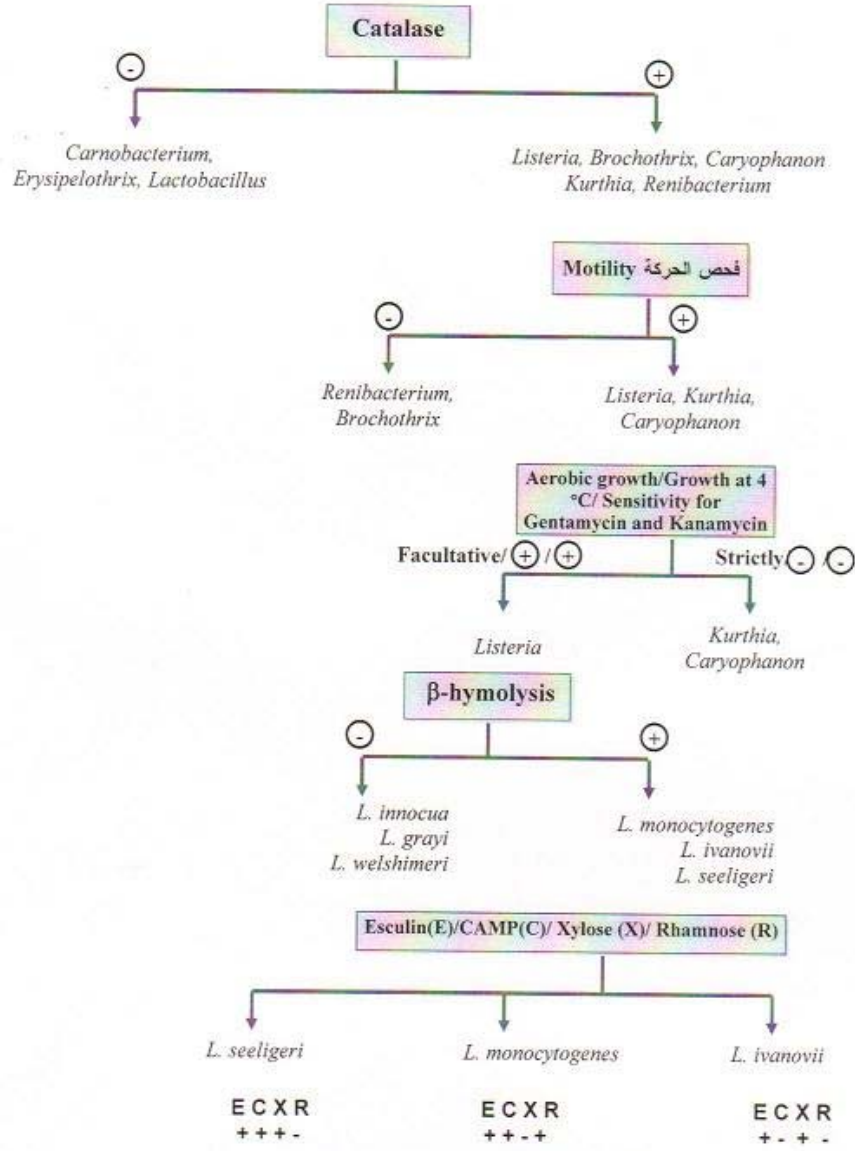 Catalase
-
+
Carnobacterium,
Erysipelothrix, Lactobacillus
Listeria, Brochothrix, Caryophanon
Kurthia, Renibacterium
Motility فحص الحركة
-
+
Renibacterium,
Brochothrix
Listeria, Kurthia,
Caryophanon
Aerobic growth/Growth at 4
°C/ Sensitivity for
Gentamycin and Kanamycin
Facultative/ + / +
Strictly/ - / -
Listeria
Kurthia,
Caryophanon
β-hymolysis
-
+
L. innocua
L. grayi
L. welshimeri
L. monocytogenes
L. ivanovii
L. seeligeri
Esculin(E)/CAMP(C)/ Xylose (X)/ Rhamnose (R)
L. seeligeri
L. monocytogenes
L. ivanovii
E C X R
+ + + -
E C X R
+ + - +
E C X R
+ - + -